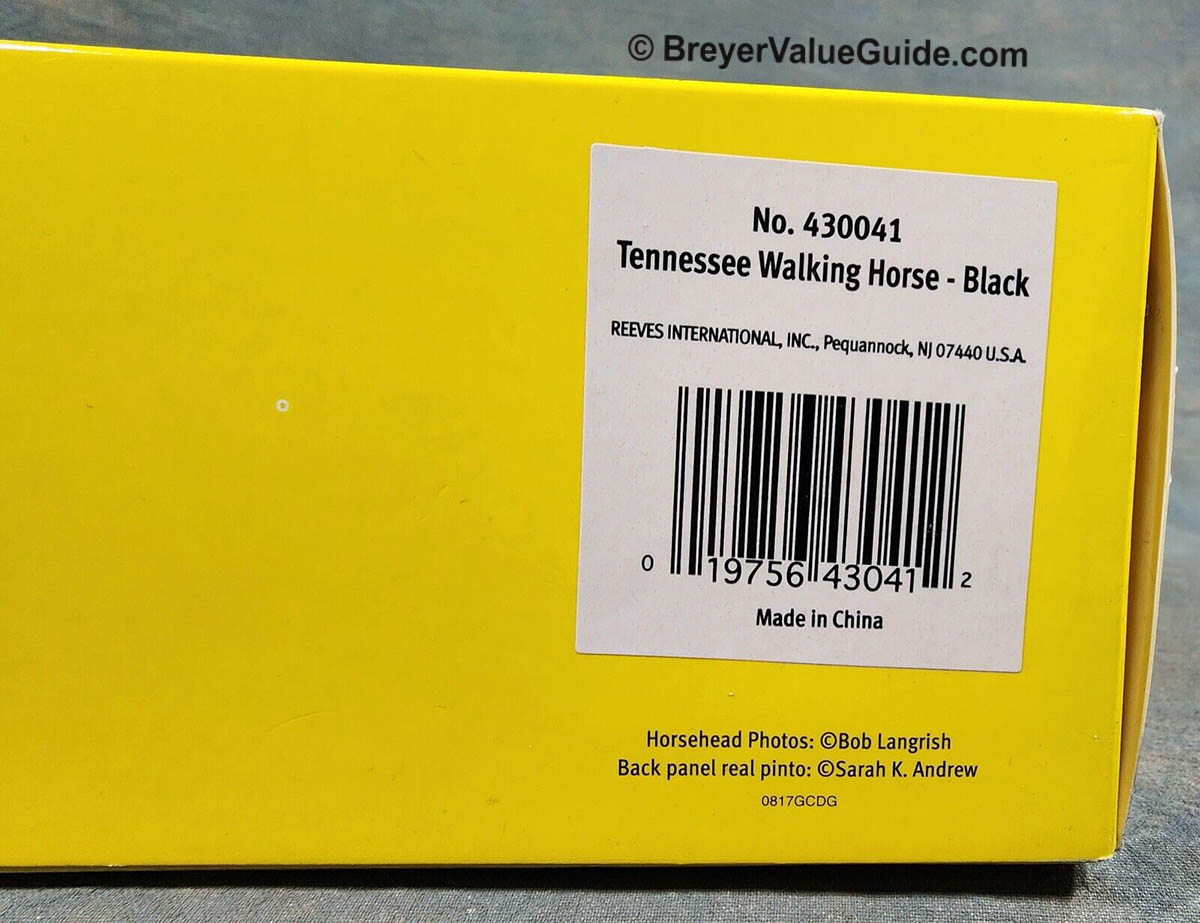 © BreyerValueGuide.com
No. 430041
Tennessee Walking Horse - Black
REEVES INTERNATIONAL, INC., Pequannock, NJ 07440 U.S.A.
0 19756 43041 2
Made in China
Horsehead Photos: ©Bob Langrish
Back panel real pinto: ©Sarah K. Andrew
0817GCDG